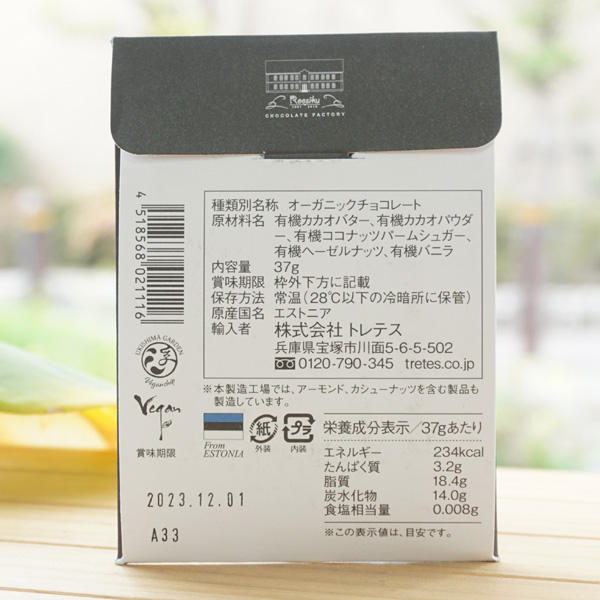 Roosiku
CHOCOLATE FACTORY
4 518568 021116
種類別名称 オーガニックチョコレート
原材料名 有機カカオバター、有機カカオパウダ
ー、有機ココナッツパームシュガー、
有機ヘーゼルナッツ、有機バニラ
内容量 37g
賞味期限 枠外下方に記載
保存方法 常温(28℃以下の冷暗所に保管)
原産国名 エストニア
輸入者 株式会社 トレテス
兵庫県宝塚市川面5-6-5-502
0120-790-345 tretes.co.jp
※本製造工場では、アーモンド、カシューナッツを含む製品も
製造しています。
UKISHIMA GARDEN
Veganchip
Vegan
賞味期限
From
ESTONIA
紙
外装
プラ
内装
栄養成分表示/37gあたり
エネルギー 234kcal
たんぱく質 3.2g
脂質 18.4g
炭水化物 14.0g
食塩相当量 0.008g
※この表示値は、目安です。
2023.12.01
A33